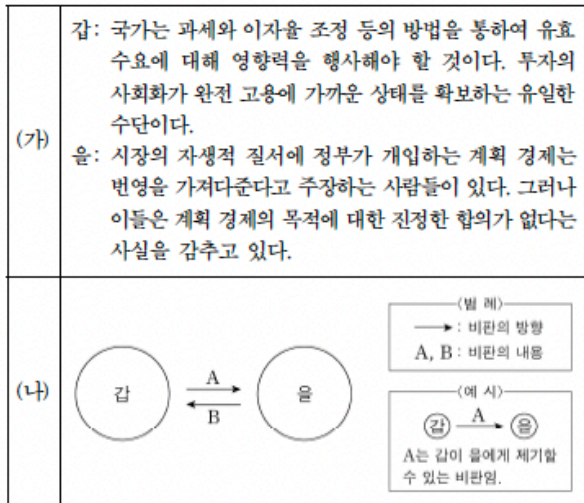 (가)
갑: 국가는 과세와 이자율 조정 등의 방법을 통하여 유효
수요에 대해 영향력을 행사해야 할 것이다. 투자의
사회화가 완전 고용에 가까운 상태를 확보하는 유일한
수단이다.
을: 시장의 자생적 질서에 정부가 개입하는 계획 경제는
번영을 가져다준다고 주장하는 사람들이 있다. 그러나
이들은 계획 경제의 목적에 대한 진정한 합의가 없다는
사실을 감추고 있다.
(나)
갑
A
B
을
<범 례>
: 비판의 방향
A, B : 비판의 내용
<예 시>
갑 A 을
A는 갑이 을에게 제기할
수 있는 비판임.